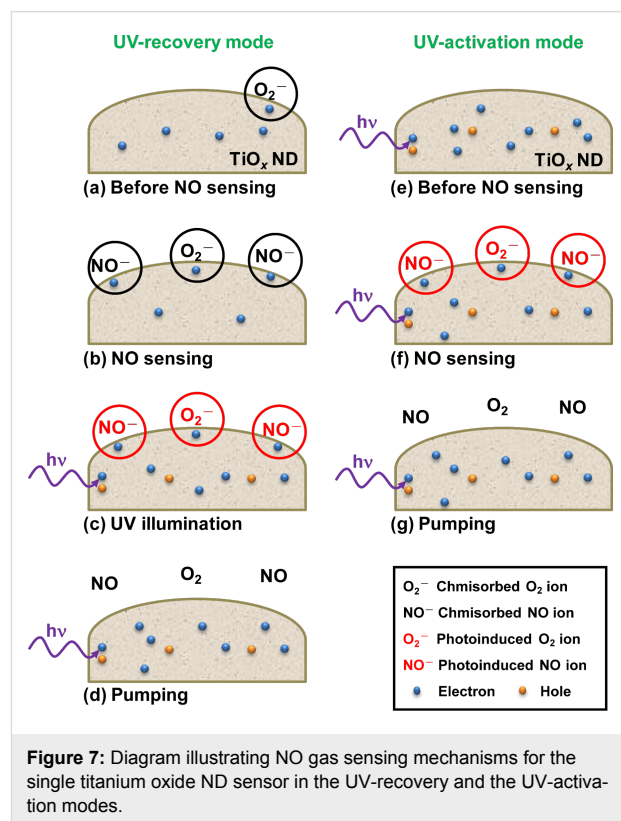 UV-recovery mode
UV-activation mode
O₂⁻
TiOₓ ND
(a) Before NO sensing
hν
TiOₓ ND
(e) Before NO sensing
NO⁻ O₂⁻ NO⁻
(b) NO sensing
NO⁻ O₂⁻ NO⁻
hν
(f) NO sensing
NO⁻ O₂⁻ NO⁻
hν
(c) UV illumination
NO O₂ NO
hν
(g) Pumping
NO O₂ NO
hν
(d) Pumping
O₂⁻ Chmisorbed O₂ ion
NO⁻ Chmisorbed NO ion
O₂⁻ Photoinduced O₂ ion
NO⁻ Photoinduced NO ion
Electron Hole
Figure 7: Diagram illustrating NO gas sensing mechanisms for the
single titanium oxide ND sensor in the UV-recovery and the UV-activa-
tion modes.